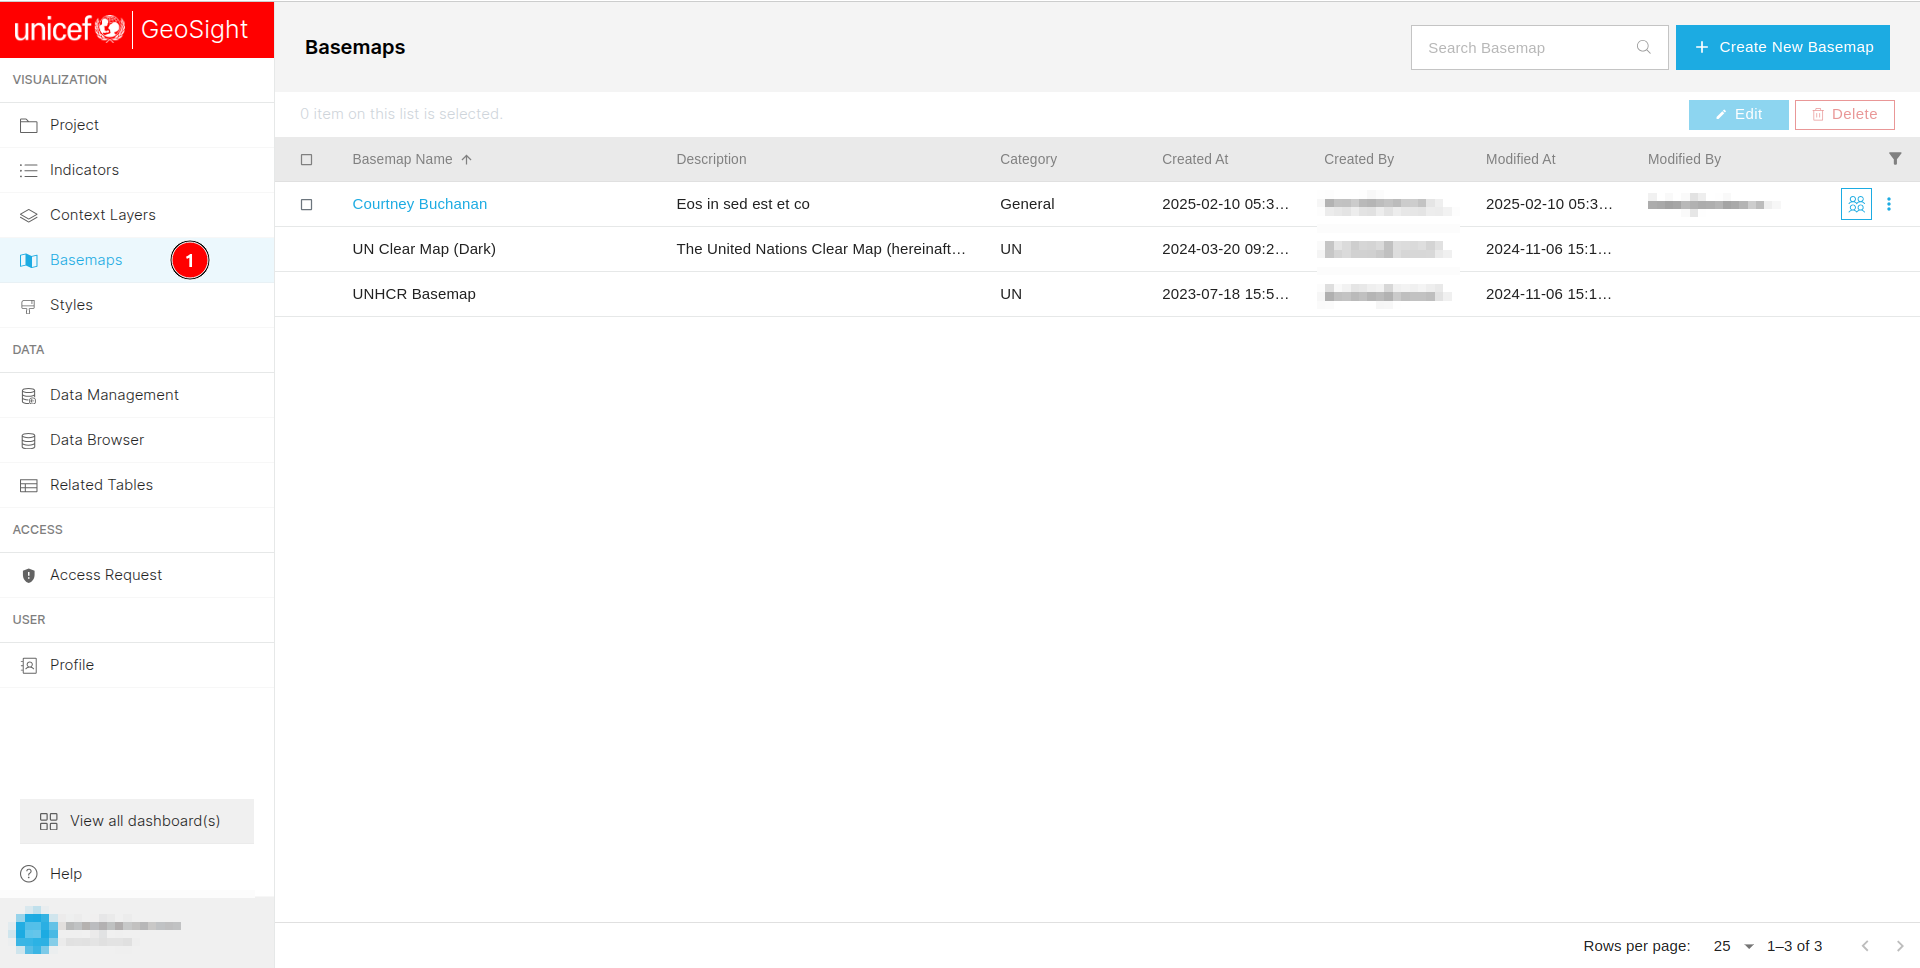 unicef GeoSight
VISUALIZATION
Project
Indicators
Context Layers
Basemaps
1
Styles
DATA
Data Management
Data Browser
Related Tables
ACCESS
Access Request
USER
Profile
View all dashboard(s)
Help
Basemaps
Search Basemap
Create New Basemap
0 item on this list is selected.
Edit
Delete
Basemap Name Description Category Created At Created By Modified At Modified By
Courtney Buchanan Eos in sed est et co General 2025-02-10 05:3... 2025-02-10 05:3...
UN Clear Map (Dark) The United Nations Clear Map (hereinaft... UN 2024-03-20 09:2... 2024-11-06 15:1...
UNHCR Basemap UN 2023-07-18 15:5... 2024-11-06 15:1...
Rows per page: 25 1–3 of 3